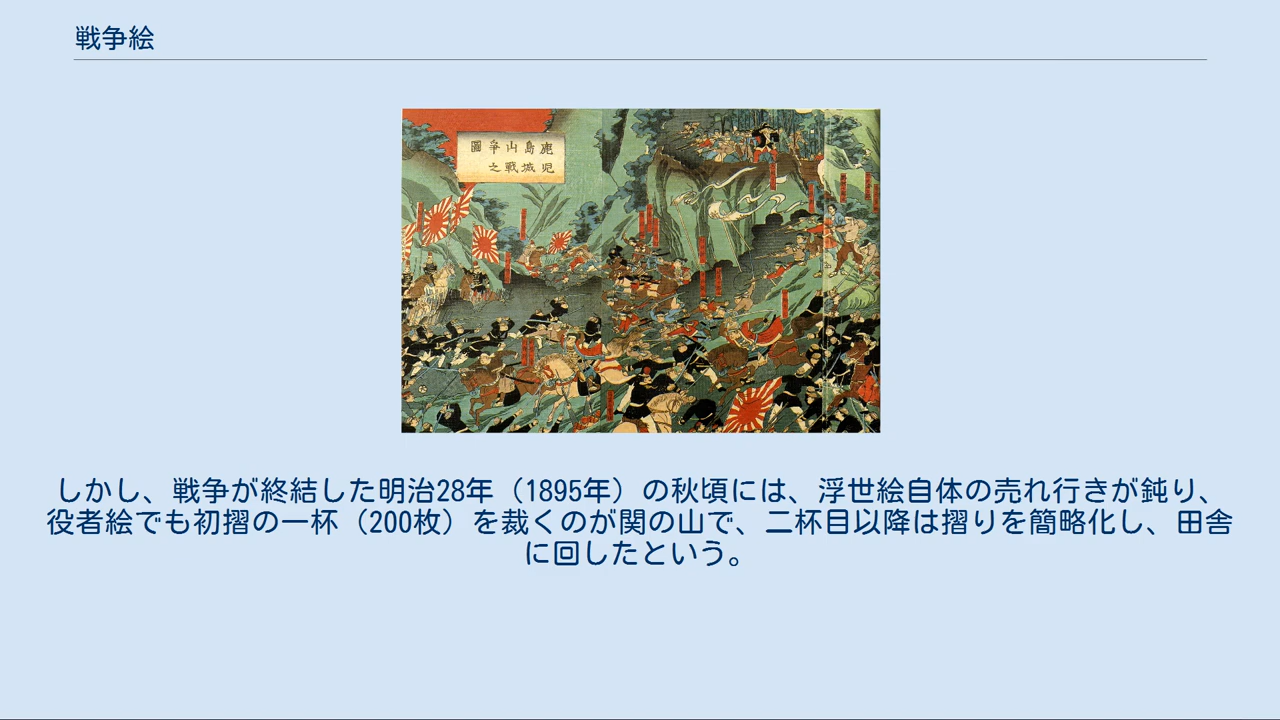 戦争絵
鹿島山争圖
児城戰之
しかし、戦争が終結した明治28年（1895年）の秋頃には、浮世絵自体の売れ行きが鈍り、
役者絵でも初摺の一杯（200枚）を裁くのが関の山で、二杯目以降は摺りを簡略化し、田舎
に回したという。